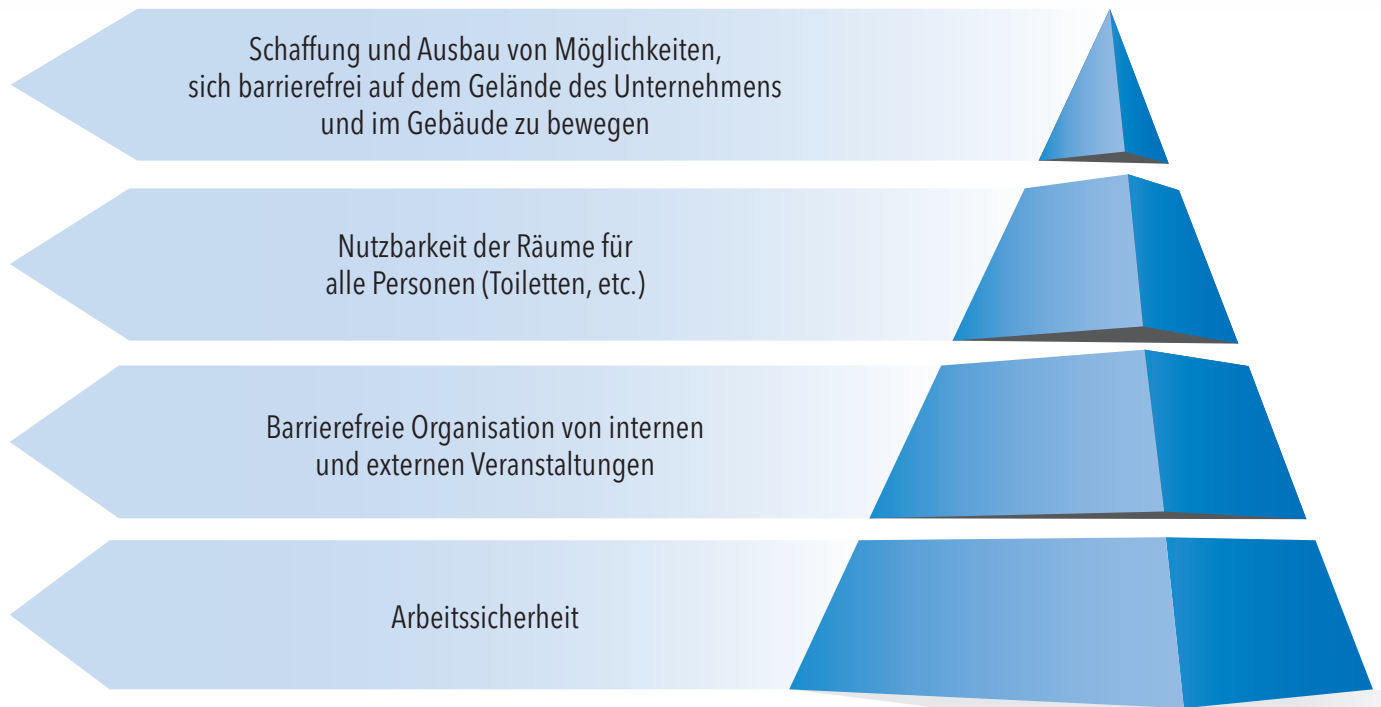 Schaffung und Ausbau von Möglichkeiten,
sich barrierefrei auf dem Gelände des Unternehmens
und im Gebäude zu bewegen
Nutzbarkeit der Räume für
alle Personen (Toiletten, etc.)
Barrierefreie Organisation von internen
und externen Veranstaltungen
Arbeitssicherheit